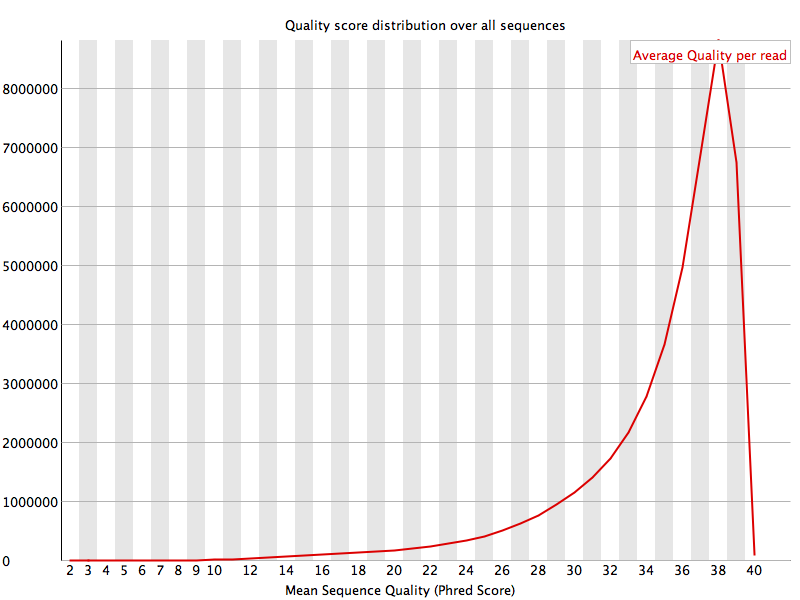 Quality score distribution over all sequences
Average Quality per read
8000000
7000000
6000000
5000000
4000000
3000000
2000000
1000000
0
2 3 4 5 6 7 8 9 10 12 14 16 18 20 22 24 26 28 30 32 34 36 38 40
Mean Sequence Quality (Phred Score)